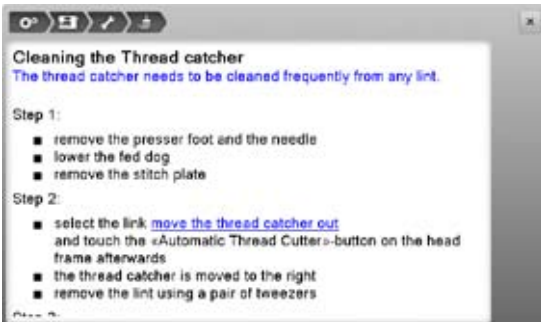 Cleaning the Thread catcher
The thread catcher needs to be cleaned frequently from any lint.
Step 1:
■ remove the presser foot and the needle
■ lower the fed dog
■ remove the stitch plate
Step 2:
■ select the link move the thread catcher out
and touch the «Automatic Thread Cutter»-button on the head
frame afterwards
■ the thread catcher is moved to the right
■ remove the lint using a pair of tweezers